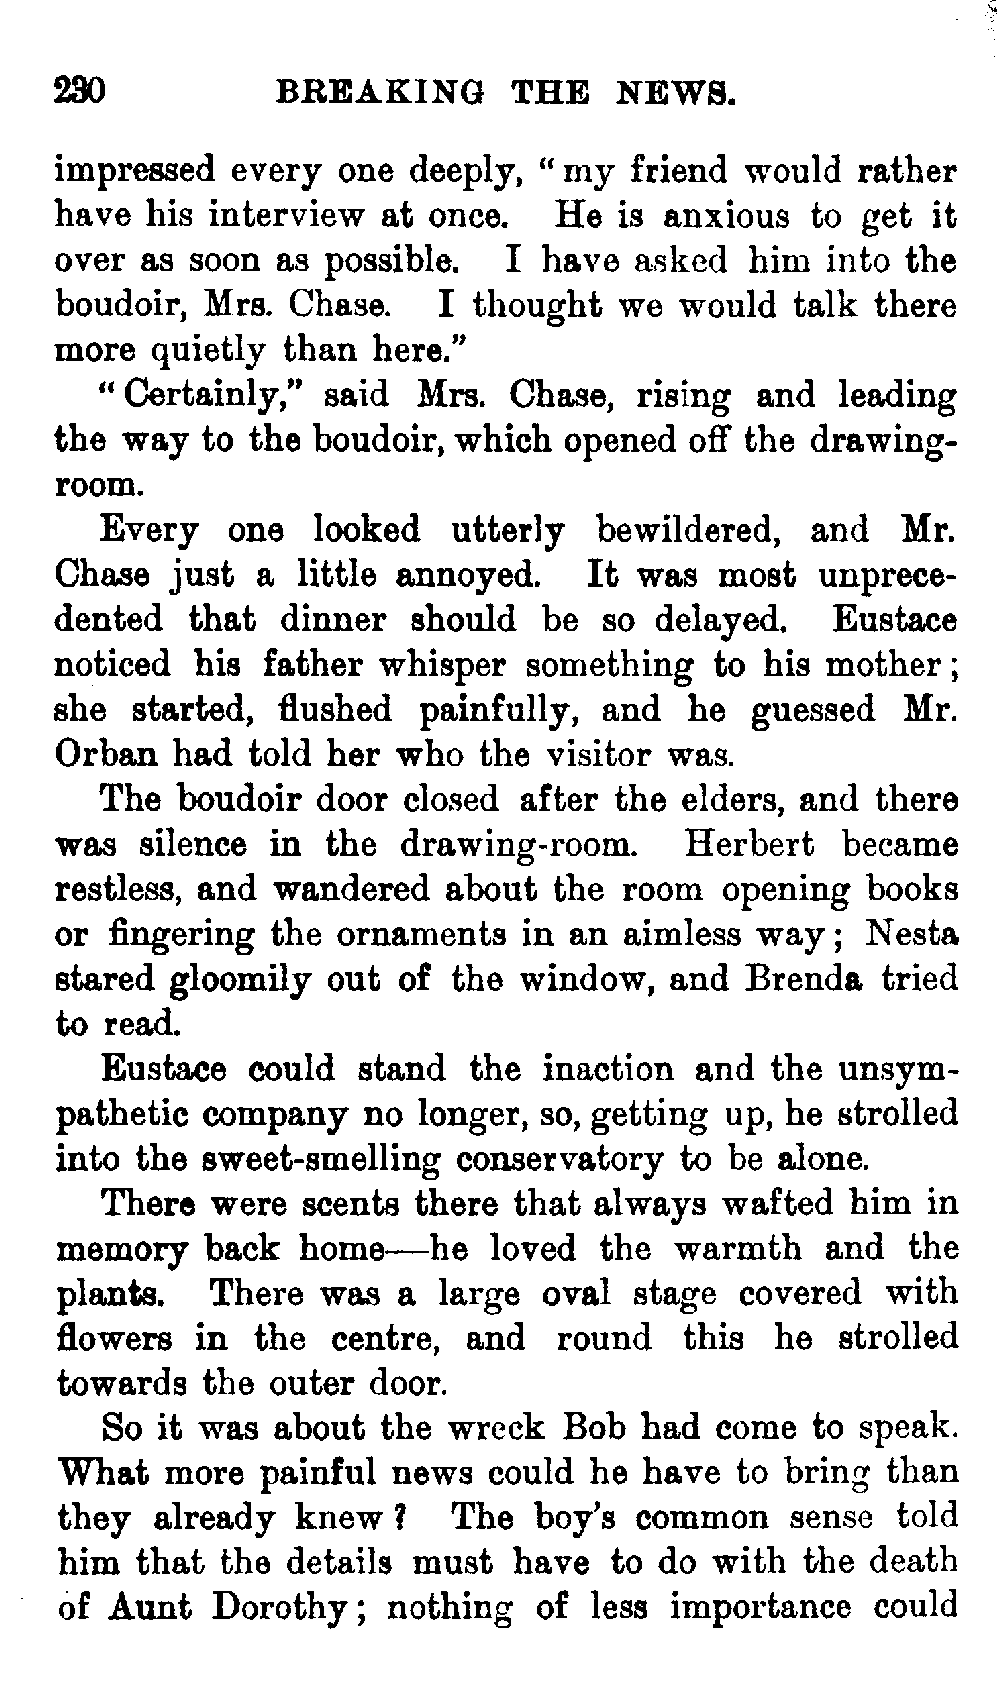 230 BREAKING THE NEWS.
impressed every one deeply, “my friend would rather
have his interview at once. He is anxious to get it
over as soon as possible. I have asked him into the
boudoir, Mrs. Chase. I thought we would talk there
more quietly than here.”
“Certainly,” said Mrs. Chase, rising and leading
the way to the boudoir, which opened off the drawing-
room.
Every one looked utterly bewildered, and Mr.
Chase just a little annoyed. It was most unprece-
dented that dinner should be so delayed. Eustace
noticed his father whisper something to his mother;
she started, flushed painfully, and he guessed Mr.
Orban had told her who the visitor was.
The boudoir door closed after the elders, and there
was silence in the drawing-room. Herbert became
restless, and wandered about the room opening books
or fingering the ornaments in an aimless way; Nesta
stared gloomily out of the window, and Brenda tried
to read.
Eustace could stand the inaction and the unsym-
pathetic company no longer, so, getting up, he strolled
into the sweet-smelling conservatory to be alone.
There were scents there that always wafted him in
memory back home—he loved the warmth and the
plants. There was a large oval stage covered with
flowers in the centre, and round this he strolled
towards the outer door.
So it was about the wreck Bob had come to speak.
What more painful news could he have to bring than
they already knew? The boy's common sense told
him that the details must have to do with the death
of Aunt Dorothy; nothing of less importance could